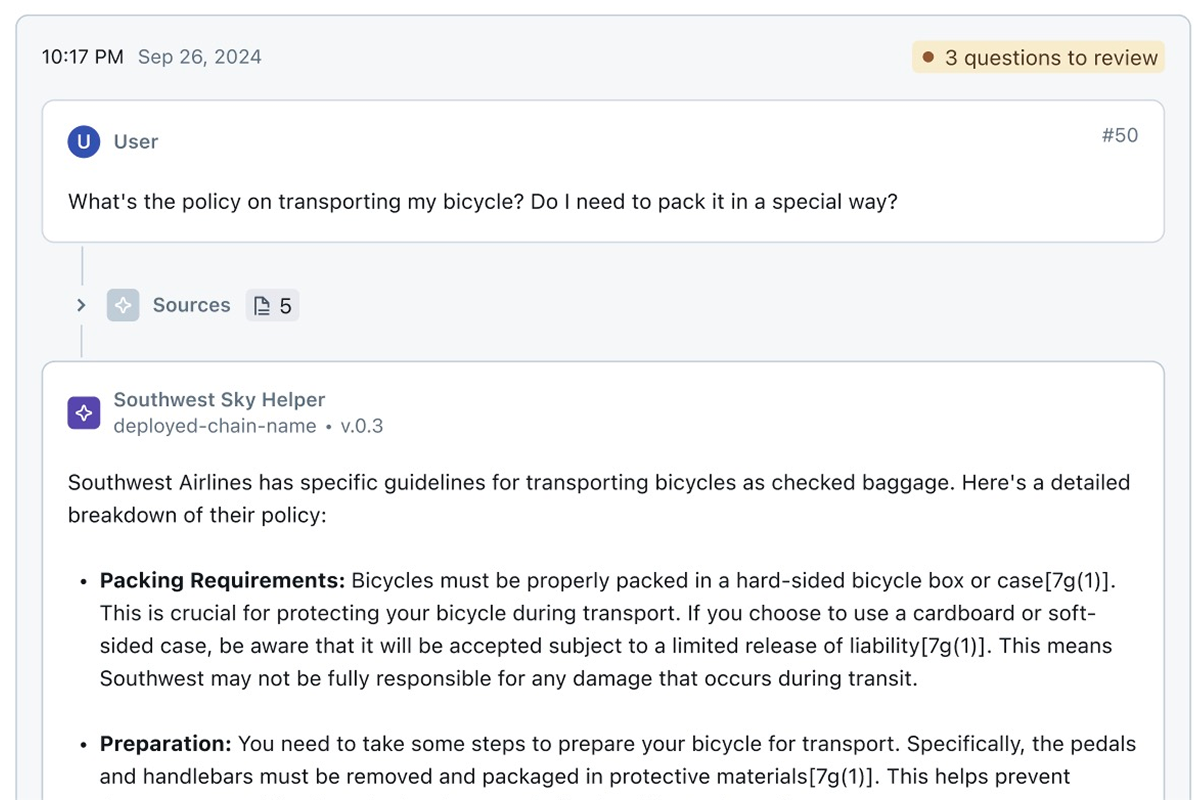 10:17 PM Sep 26, 2024
3 questions to review
U User
#50
What's the policy on transporting my bicycle? Do I need to pack it in a special way?
Sources 5
Southwest Sky Helper
deployed-chain-name • v.0.3
Southwest Airlines has specific guidelines for transporting bicycles as checked baggage. Here's a detailed
breakdown of their policy:
• Packing Requirements: Bicycles must be properly packed in a hard-sided bicycle box or case[7g(1)].
This is crucial for protecting your bicycle during transport. If you choose to use a cardboard or soft-
sided case, be aware that it will be accepted subject to a limited release of liability[7g(1)]. This means
Southwest may not be fully responsible for any damage that occurs during transit.
• Preparation: You need to take some steps to prepare your bicycle for transport. Specifically, the pedals
and handlebars must be removed and packaged in protective materials[7g(1)]. This helps prevent